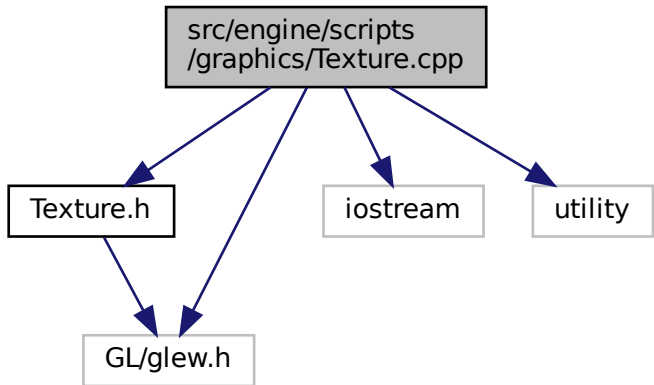 src/engine/scripts
/graphics/Texture.cpp
Texture.h
iostream
utility
GL/glew.h